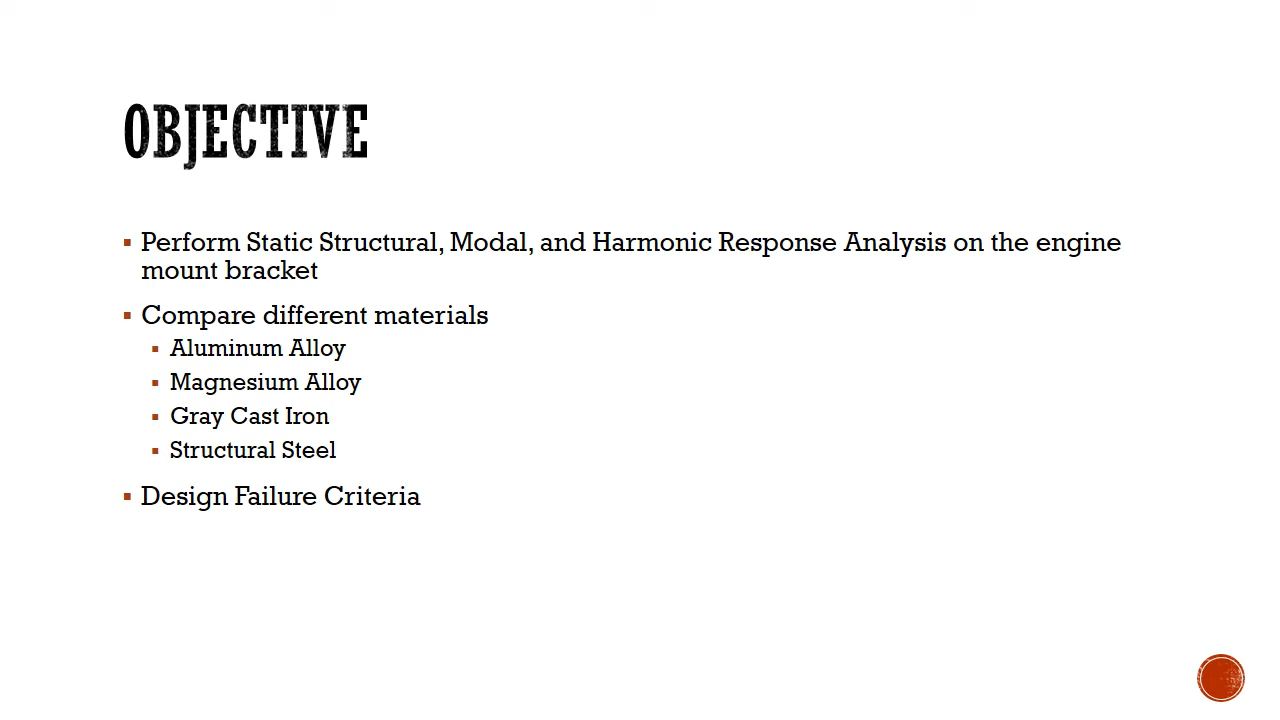 OBJECTIVE
▪ Perform Static Structural, Modal, and Harmonic Response Analysis on the engine
mount bracket
▪ Compare different materials
▪ Aluminum Alloy
▪ Magnesium Alloy
▪ Gray Cast Iron
▪ Structural Steel
▪ Design Failure Criteria